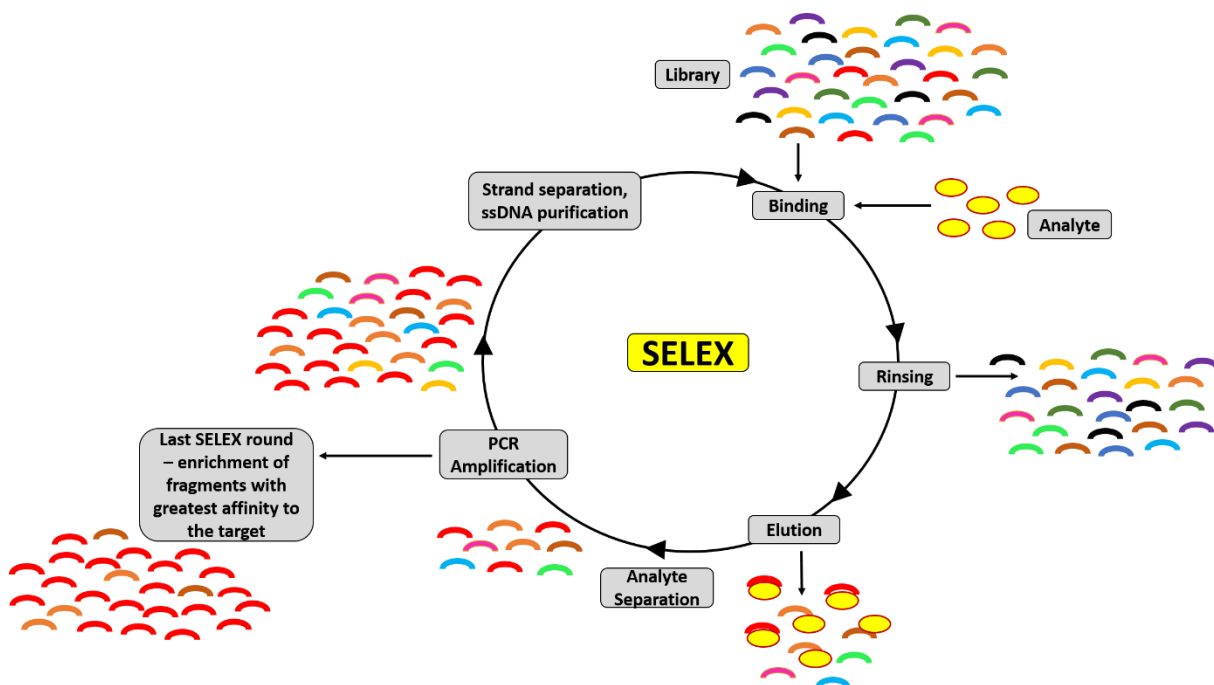 Library
Strand separation,
ssDNA purification
Binding
Analyte
SELEX
Rinsing
Last SELEX round
– enrichment of
fragments with
greatest affinity to
the target
PCR
Amplification
Elution
Analyte
Separation